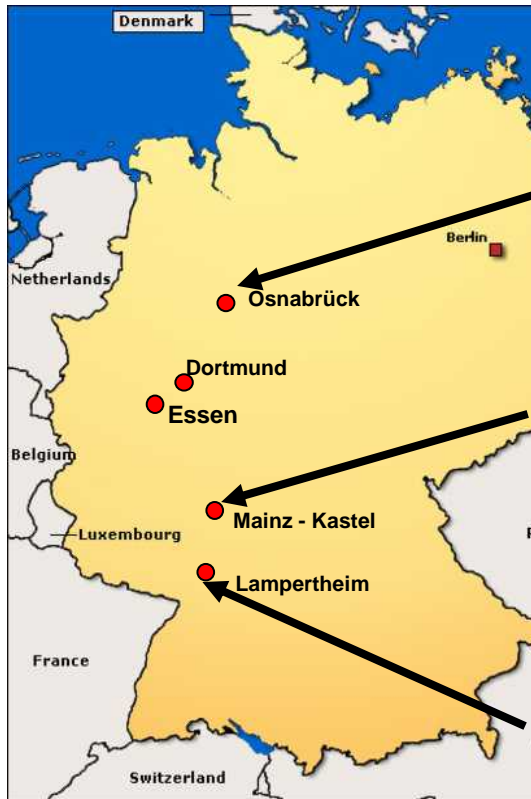 Denmark
Berlin
Netherlands
Osnabrück
Dortmund
Essen
Belgium
Mainz - Kastel
Luxembourg
Lampertheim
France
Switzerland